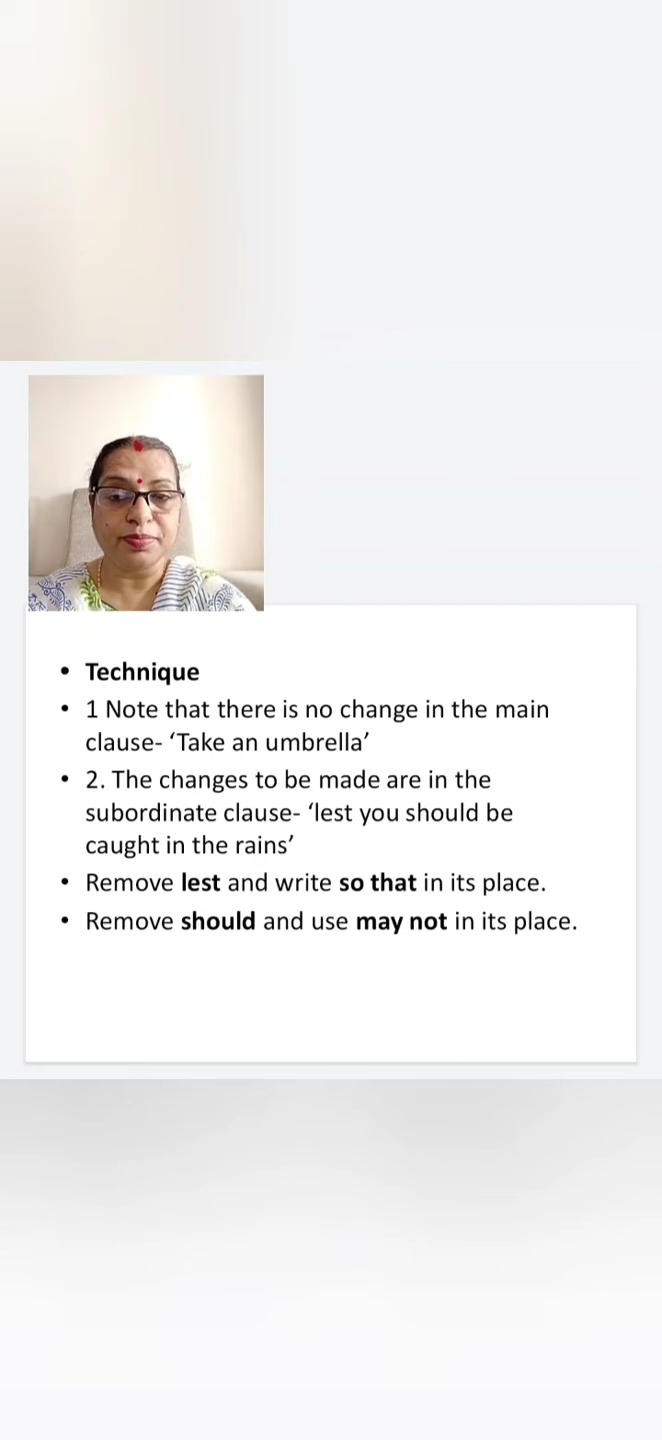 • Technique
• 1 Note that there is no change in the main
clause- ‘Take an umbrella’
• 2. The changes to be made are in the
subordinate clause- ‘lest you should be
caught in the rains’
• Remove lest and write so that in its place.
• Remove should and use may not in its place.